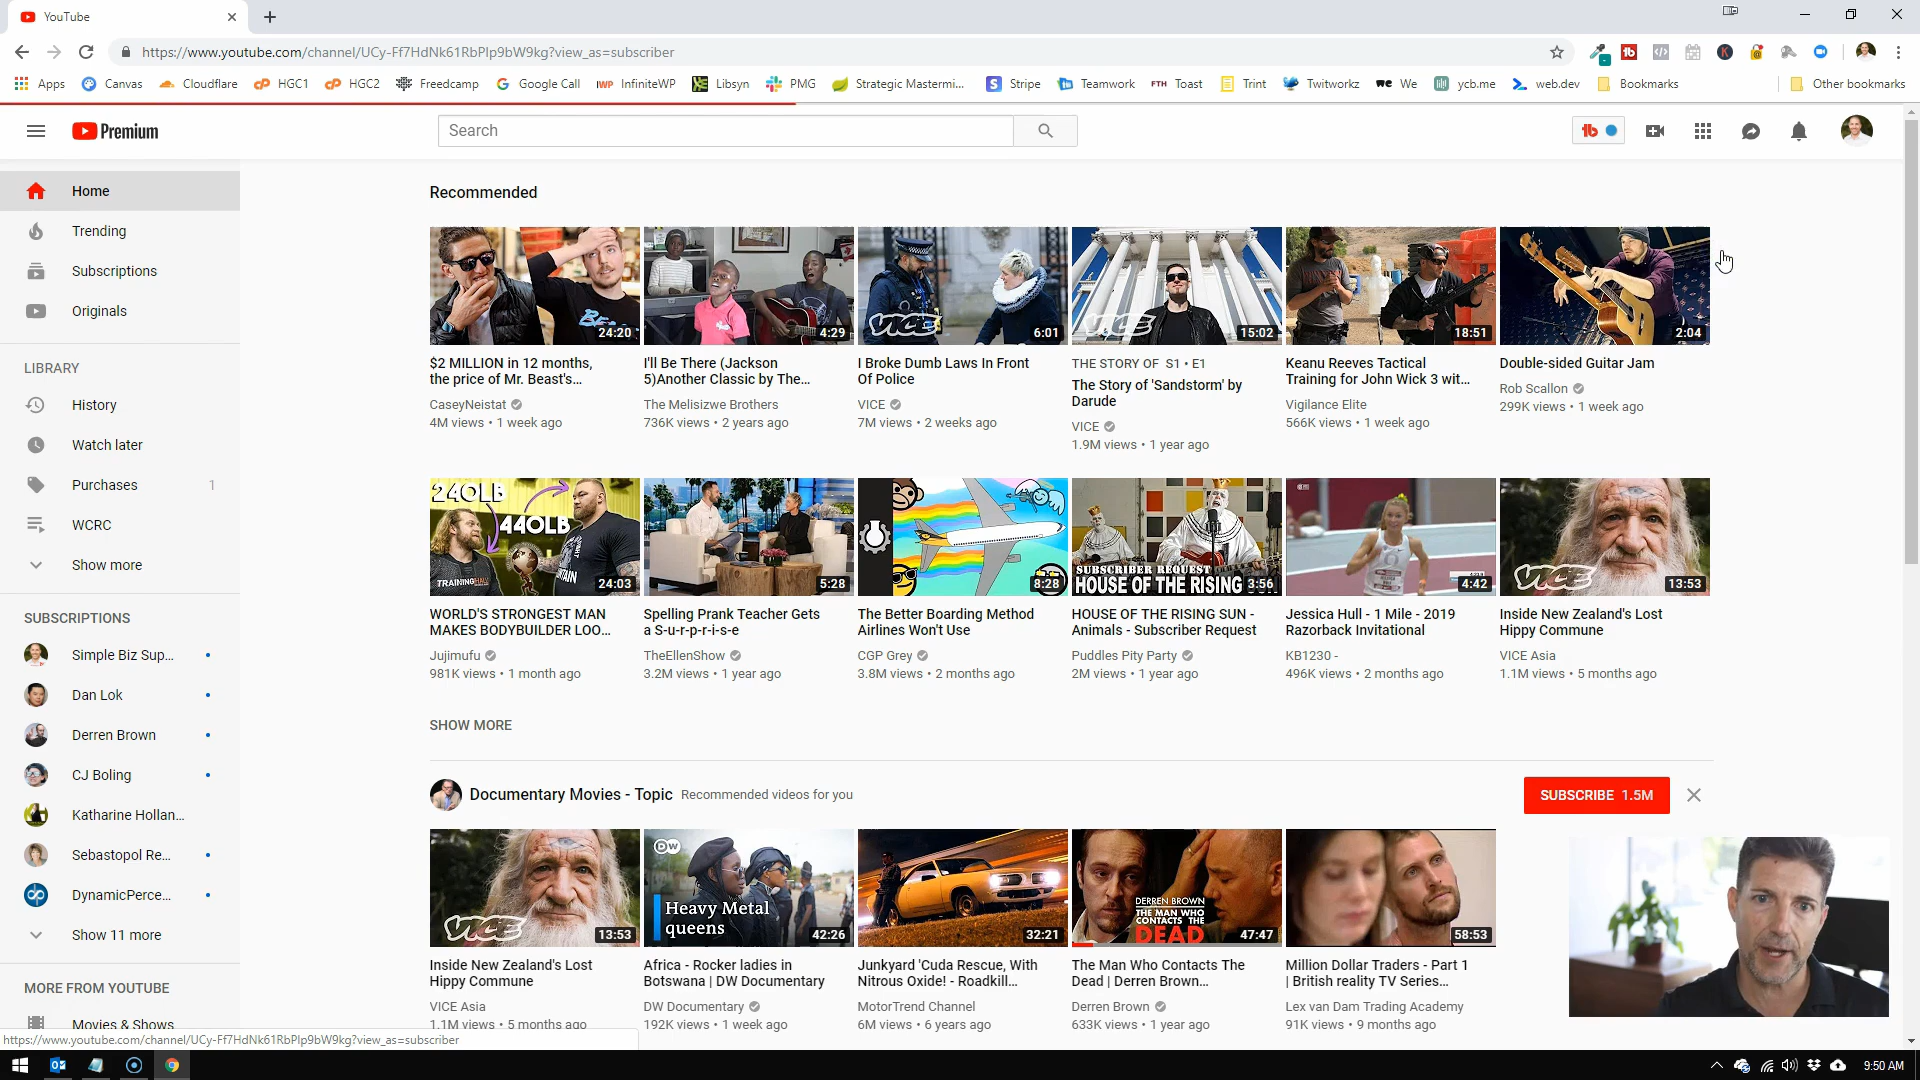 YouTube
https://www.youtube.com/channel/UCy-Ff7HdNk61RbPIp9bW9kg?view_as=subscriber
Apps Canvas Cloudflare HGC1 HGC2 Freedcamp Google Call InfiniteWP Libsyn PMG Strategic Mastermi... Stripe Teamwork FTH Toast Trint Twitworkz We ycb.me web.dev Bookmarks Other bookmarks
Premium
Search
Home
Trending
Subscriptions
Originals
LIBRARY
History
Watch later
Purchases 1
WCRC
Show more
SUBSCRIPTIONS
Simple Biz Sup...
Dan Lok
Derren Brown
CJ Boling
Katharine Hollan...
Sebastopol Re...
DynamicPerce...
Show 11 more
MORE FROM YOUTUBE
Movies & Shows
Recommended
24:20
$2 MILLION in 12 months,
the price of Mr. Beast's...
CaseyNeistat
4M views • 1 week ago
4:29
I'll Be There (Jackson
5)Another Classic by The...
The Melisizwe Brothers
736K views • 2 years ago
VICE
6:01
I Broke Dumb Laws In Front
Of Police
VICE
7M views • 2 weeks ago
VICE
15:02
THE STORY OF S1 • E1
The Story of 'Sandstorm' by
Darude
VICE
1.9M views • 1 year ago
18:51
Keanu Reeves Tactical
Training for John Wick 3 wit...
Vigilance Elite
566K views • 1 week ago
2:04
Double-sided Guitar Jam
Rob Scallon
299K views • 1 week ago
240LB
440LB
24:03
WORLD'S STRONGEST MAN
MAKES BODYBUILDER LOO...
Jujimufu
981K views • 1 month ago
5:28
Spelling Prank Teacher Gets
a S-u-r-p-r-i-s-e
TheEllenShow
3.2M views • 1 year ago
8:28
The Better Boarding Method
Airlines Won't Use
CGP Grey
3.8M views • 2 months ago
SUBSCRIBER REQUEST
HOUSE OF THE RISING 3:56
HOUSE OF THE RISING SUN -
Animals - Subscriber Request
Puddles Pity Party
2M views • 1 year ago
4:42
Jessica Hull - 1 Mile - 2019
Razorback Invitational
KB1230 -
496K views • 2 months ago
VICE
13:53
Inside New Zealand's Lost
Hippy Commune
VICE Asia
1.1M views • 5 months ago
SHOW MORE
Documentary Movies - Topic Recommended videos for you
SUBSCRIBE 1.5M
VICE
13:53
Inside New Zealand's Lost
Hippy Commune
VICE Asia
1.1M views • 5 months ago
DW
Heavy Metal
queens
42:26
Africa - Rocker ladies in
Botswana | DW Documentary
DW Documentary
192K views • 1 week ago
32:21
Junkyard 'Cuda Rescue, With
Nitrous Oxide! - Roadkill...
MotorTrend Channel
6M views • 6 years ago
DERREN BROWN
THE MAN WHO
CONTACTS THE
DEAD
47:47
The Man Who Contacts The
Dead | Derren Brown...
Derren Brown
633K views • 1 year ago
58:53
Million Dollar Traders - Part 1
| British reality TV Series...
Lex van Dam Trading Academy
91K views • 9 months ago
https://www.youtube.com/channel/UCy-Ff7HdNk61RbPIp9bW9kg?view_as=subscriber
9:50 AM